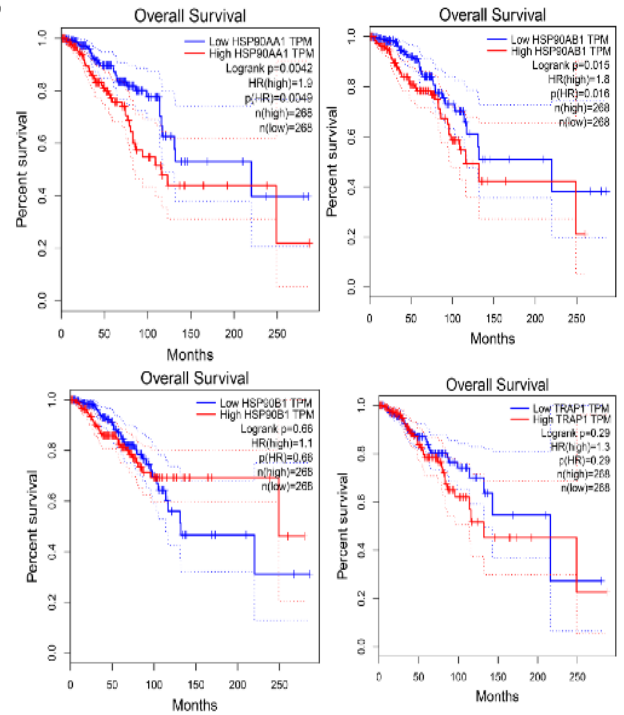 Overall Survival
Low HSP90AA1 TPM
High HSP90AA1 TPM
Logrank p=0.0042
HR(high)=1.9
p(HR)=0.0049
n(high)=268
n(low)=268
Percent survival
0.0 0.2 0.4 0.6 0.8 1.0
0 50 100 150 200 250
Months
Overall Survival
Low HSP90AB1 TPM
High HSP90AB1 TPM
Logrank p=0.015
HR(high)=1.8
p(HR)=0.016
n(high)=268
n(low)=268
Percent survival
0.0 0.2 0.4 0.6 0.8 1.0
0 50 100 150 200 250
Months
Overall Survival
Low HSP90B1 TPM
High HSP90B1 TPM
Logrank p=0.66
HR(high)=1.1
p(HR)=0.66
n(high)=268
n(low)=268
Percent survival
0.0 0.2 0.4 0.6 0.8 1.0
0 50 100 150 200 250
Months
Overall Survival
Low TRAP1 TPM
High TRAP1 TPM
Logrank p=0.29
HR(high)=1.3
p(HR)=0.29
n(high)=268
n(low)=268
Percent survival
0.0 0.2 0.4 0.6 0.8 1.0
0 50 100 150 200 250
Months